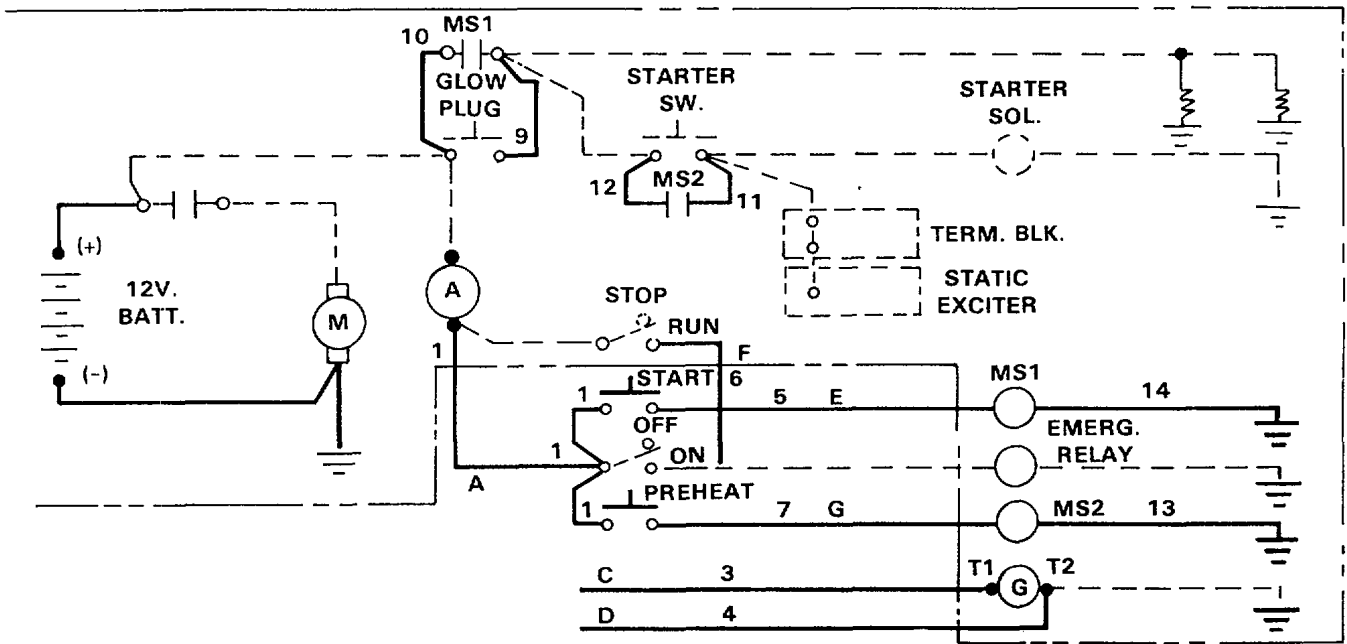 MS1
10
GLOW
PLUG
9
STARTER
SW.
STARTER
SOL.
12
MS2
11
TERM. BLK.
STATIC
EXCITER
(+)
12V.
BATT.
(-)
M
A
1
STOP
RUN
F
6
START
1
5
E
MS1
14
OFF
1
ON
EMERG.
RELAY
A
PREHEAT
1
7
G
MS2
13
C
3
T1
G
T2
D
4